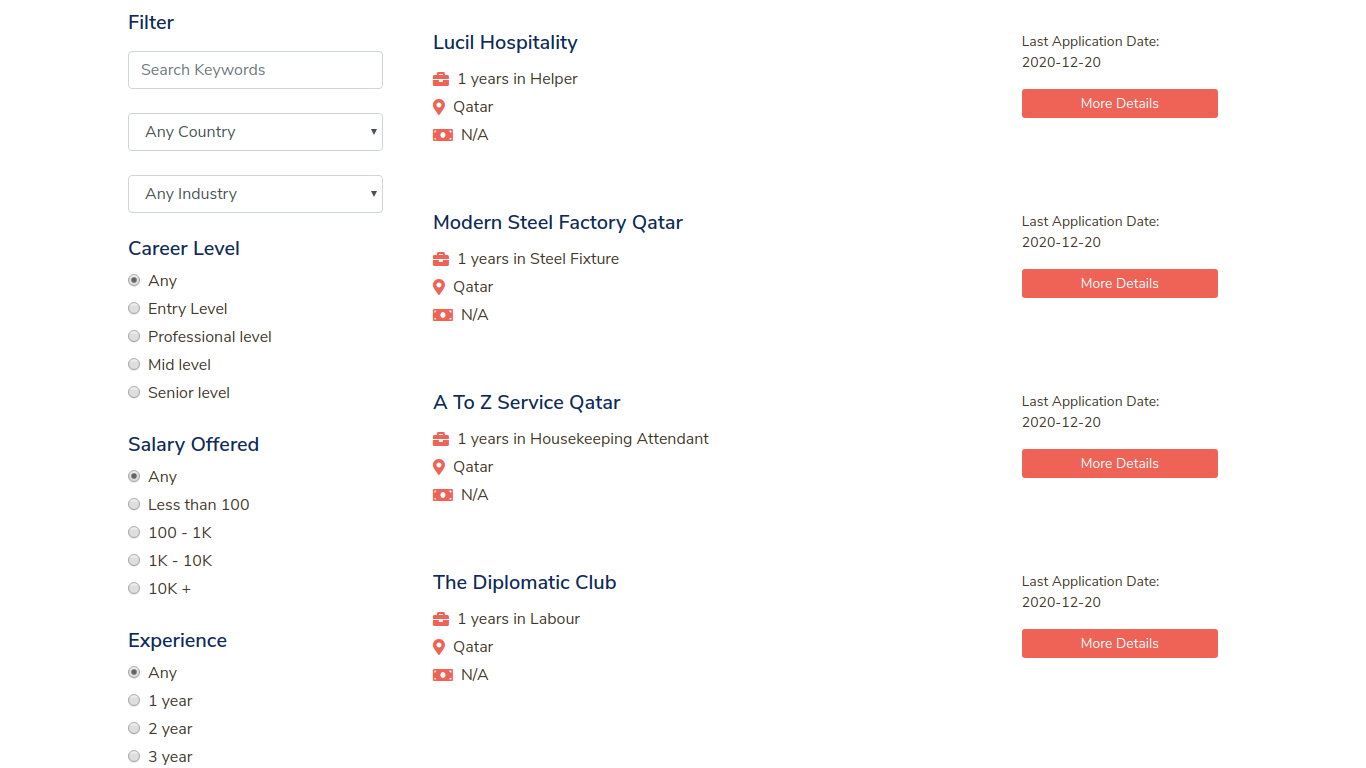 Filter
Search Keywords
Any Country
Any Industry
Career Level
Any
Entry Level
Professional level
Mid level
Senior level
Salary Offered
Any
Less than 100
100 - 1K
1K - 10K
10K +
Experience
Any
1 year
2 year
3 year
Lucil Hospitality
1 years in Helper
Qatar
N/A
Last Application Date:
2020-12-20
More Details
Modern Steel Factory Qatar
1 years in Steel Fixture
Qatar
N/A
Last Application Date:
2020-12-20
More Details
A To Z Service Qatar
1 years in Housekeeping Attendant
Qatar
N/A
Last Application Date:
2020-12-20
More Details
The Diplomatic Club
1 years in Labour
Qatar
N/A
Last Application Date:
2020-12-20
More Details